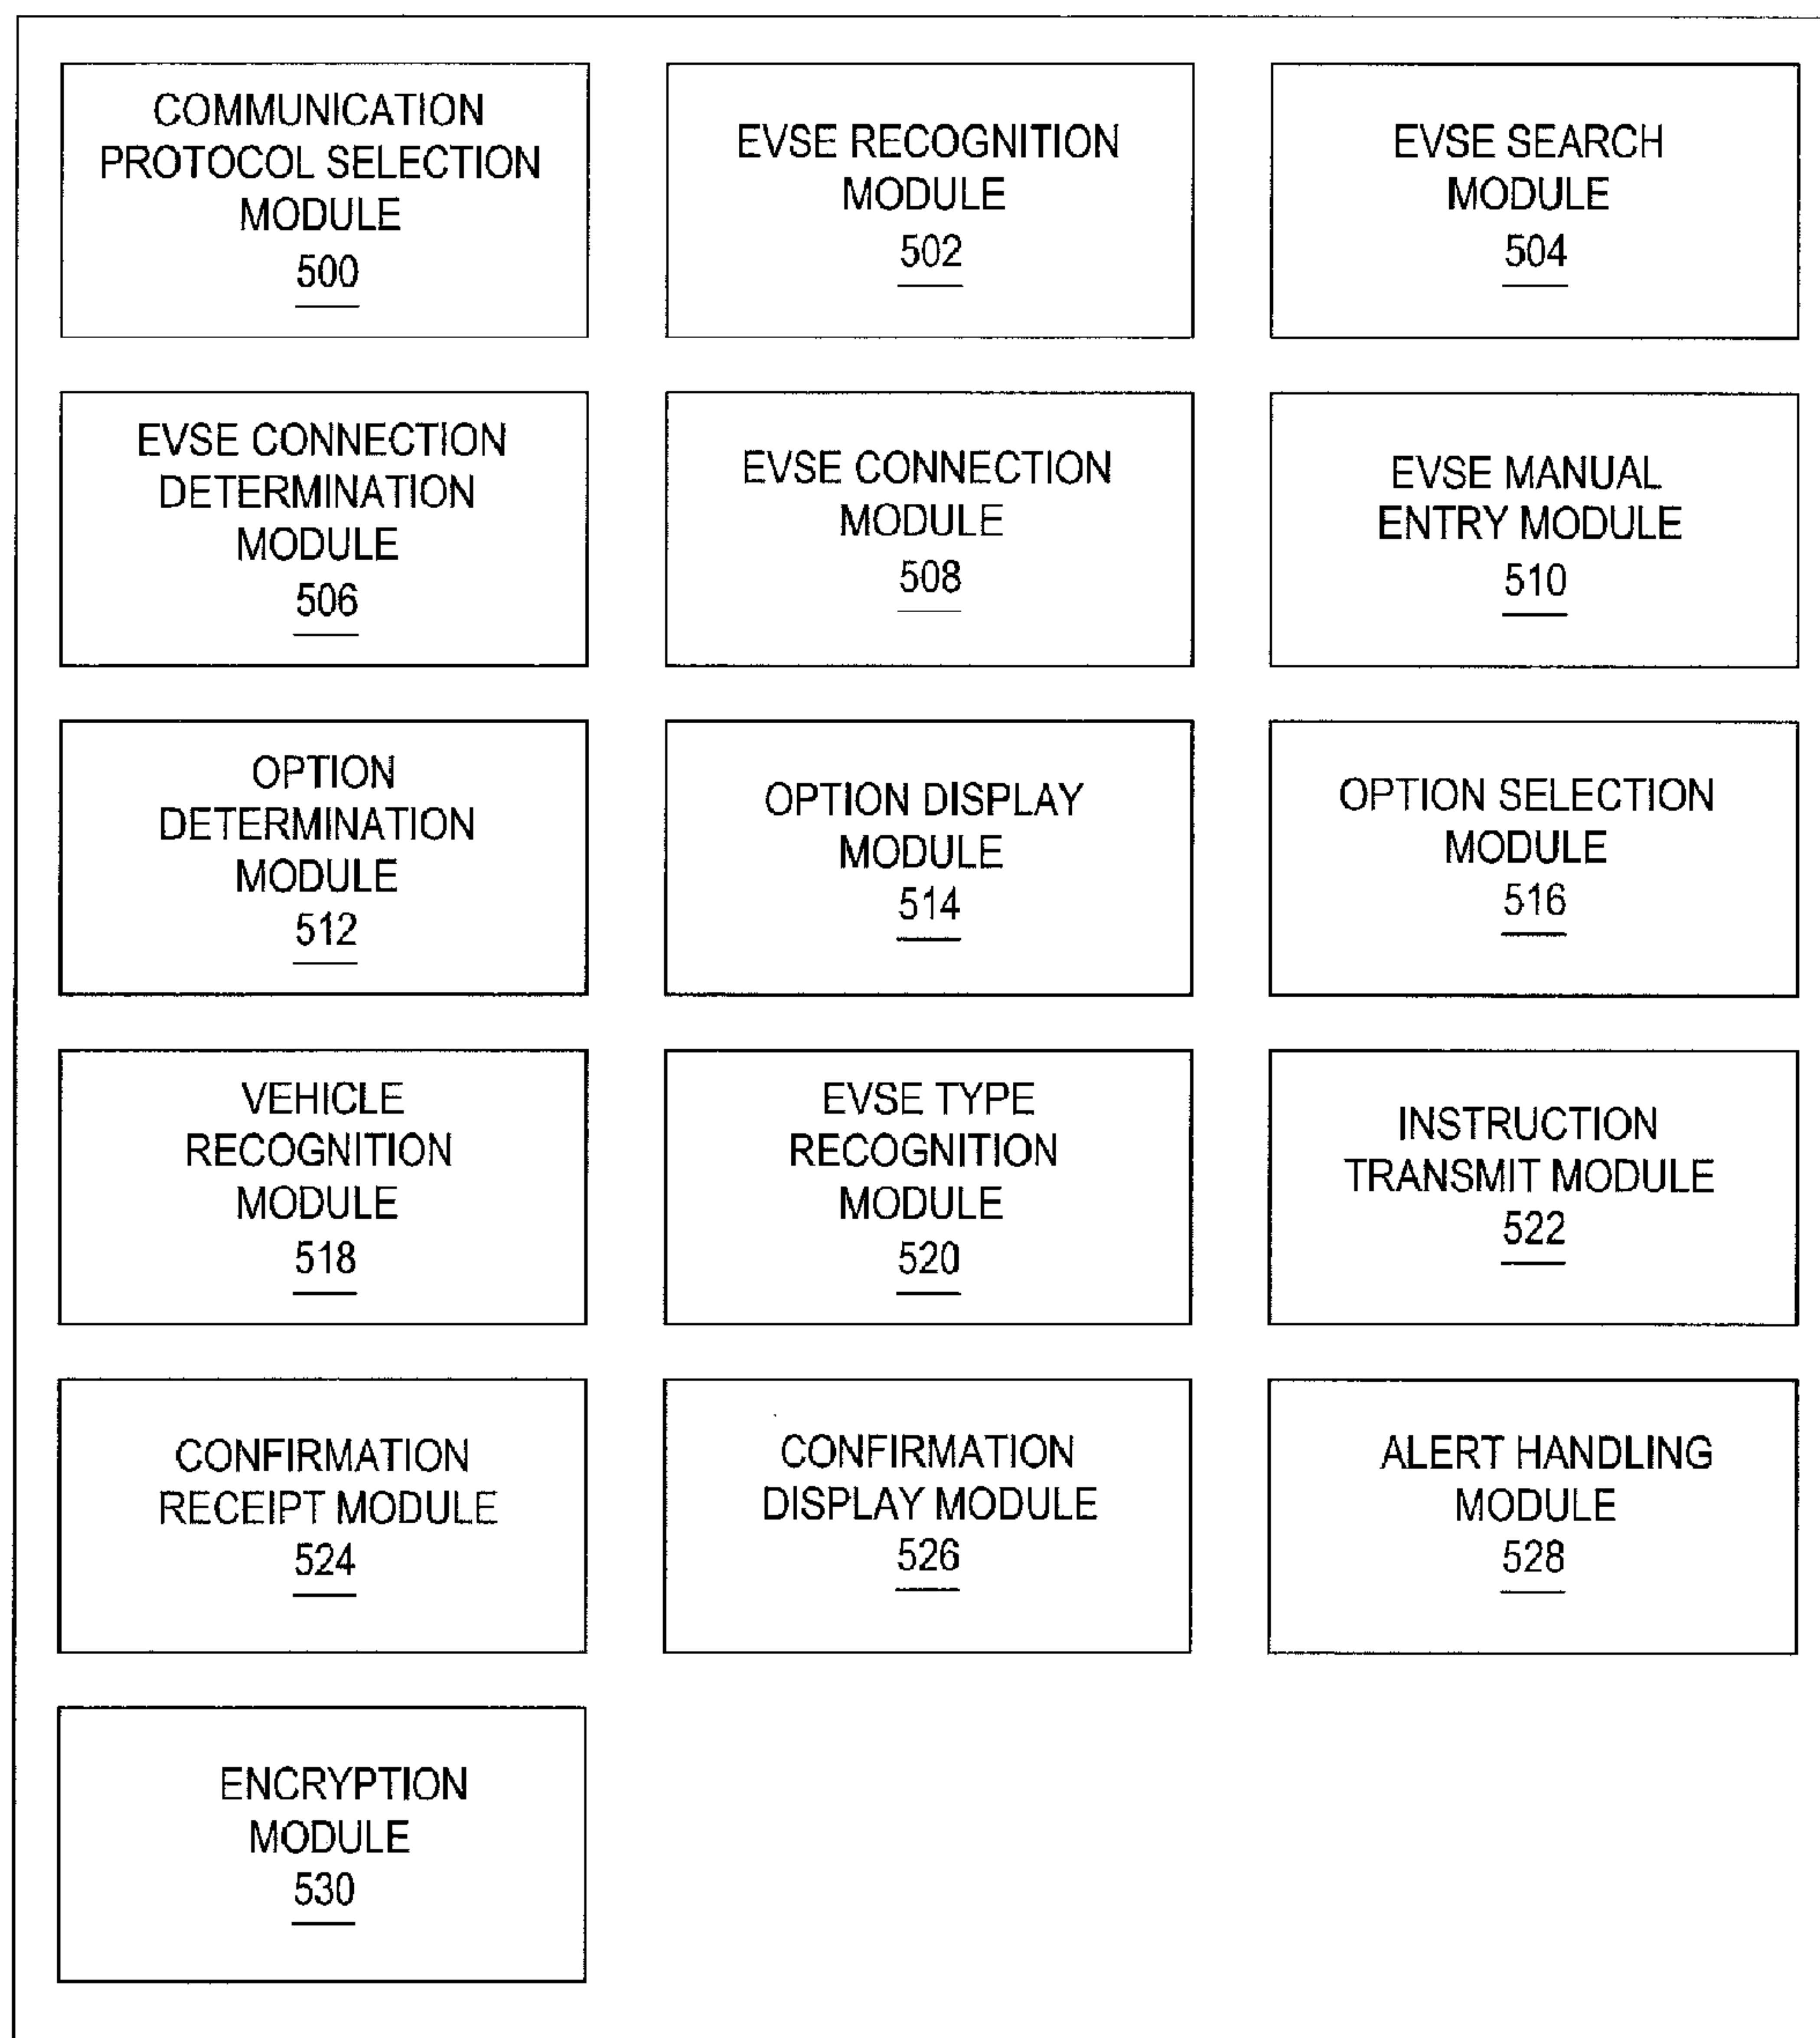 COMMUNICATION
PROTOCOL SELECTION
MODULE
500
EVSE RECOGNITION
MODULE
502
EVSE SEARCH
MODULE
504
EVSE CONNECTION
DETERMINATION
MODULE
506
EVSE CONNECTION
MODULE
508
EVSE MANUAL
ENTRY MODULE
510
OPTION
DETERMINATION
MODULE
512
OPTION DISPLAY
MODULE
514
OPTION SELECTION
MODULE
516
VEHICLE
RECOGNITION
MODULE
518
EVSE TYPE
RECOGNITION
MODULE
520
INSTRUCTION
TRANSMIT MODULE
522
CONFIRMATION
RECEIPT MODULE
524
CONFIRMATION
DISPLAY MODULE
526
ALERT HANDLING
MODULE
528
ENCRYPTION
MODULE
530